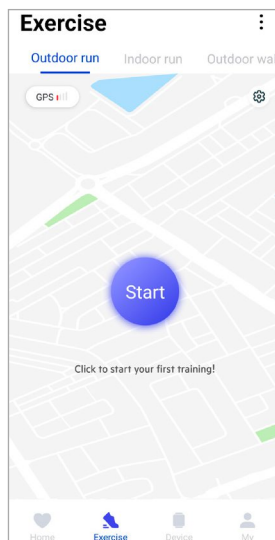 Exercise
Outdoor run Indoor run Outdoor wal
GPS
Start
Click to start your first training!
Home Exercise Device My